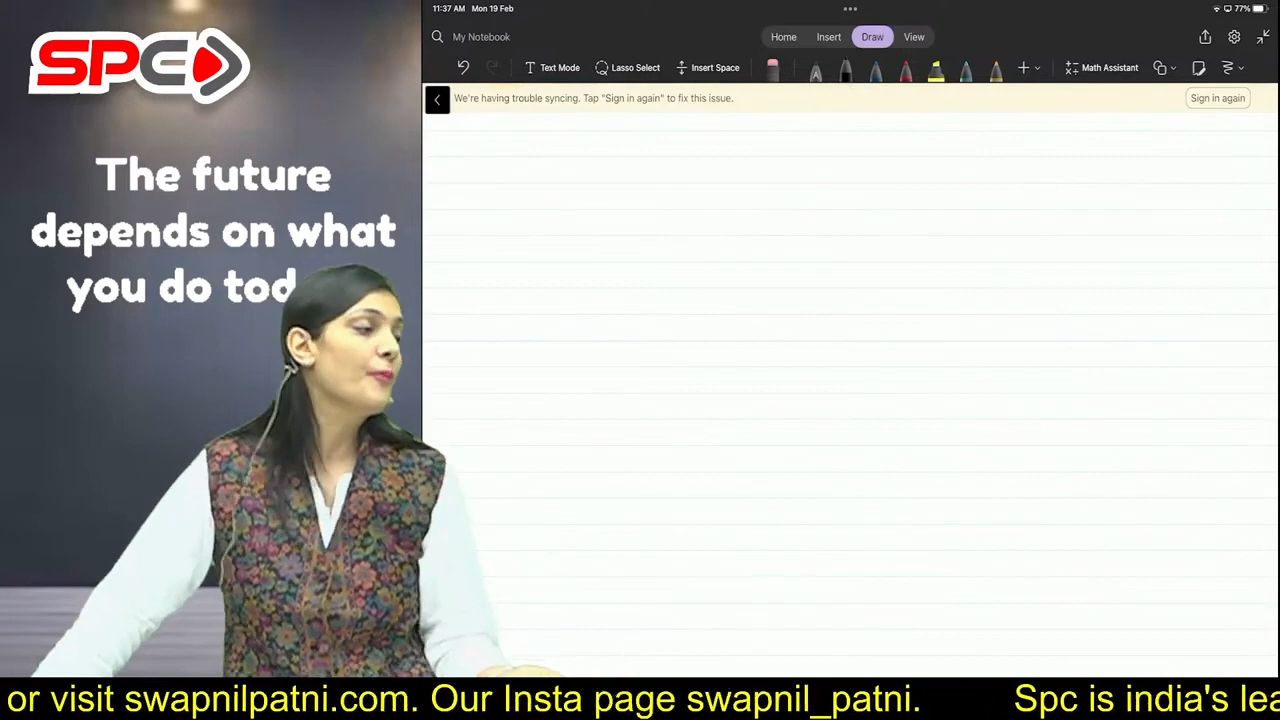 SPC
The future
depends on what
you do tod
11:37 AM Mon 19 Feb
77%
My Notebook
Home Insert Draw View
Text Mode Lasso Select Insert Space Math Assistant
We're having trouble syncing. Tap "Sign in again" to fix this issue. Sign in again
or visit swapnilpatni.com. Our Insta page swapnil_patni. Spc is india's lea